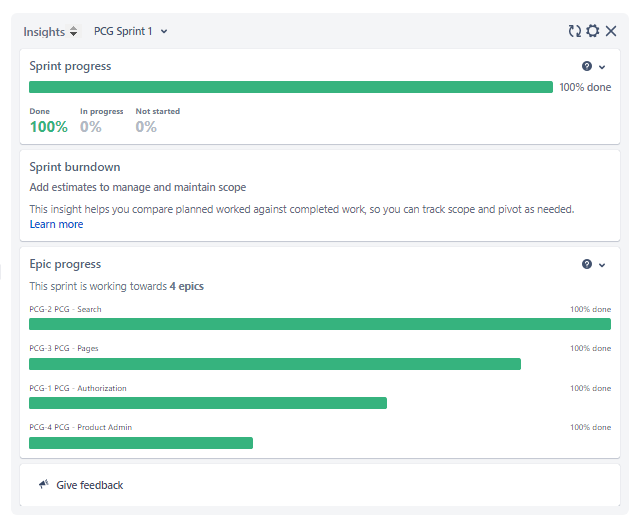 Insights PCG Sprint 1
Sprint progress
100% done
Done In progress Not started
100% 0% 0%
Sprint burndown
Add estimates to manage and maintain scope
This insight helps you compare planned worked against completed work, so you can track scope and pivot as needed.
Learn more
Epic progress
This sprint is working towards 4 epics
PCG-2 PCG - Search 100% done
PCG-3 PCG - Pages 100% done
PCG-1 PCG - Authorization 100% done
PCG-4 PCG - Product Admin 100% done
Give feedback